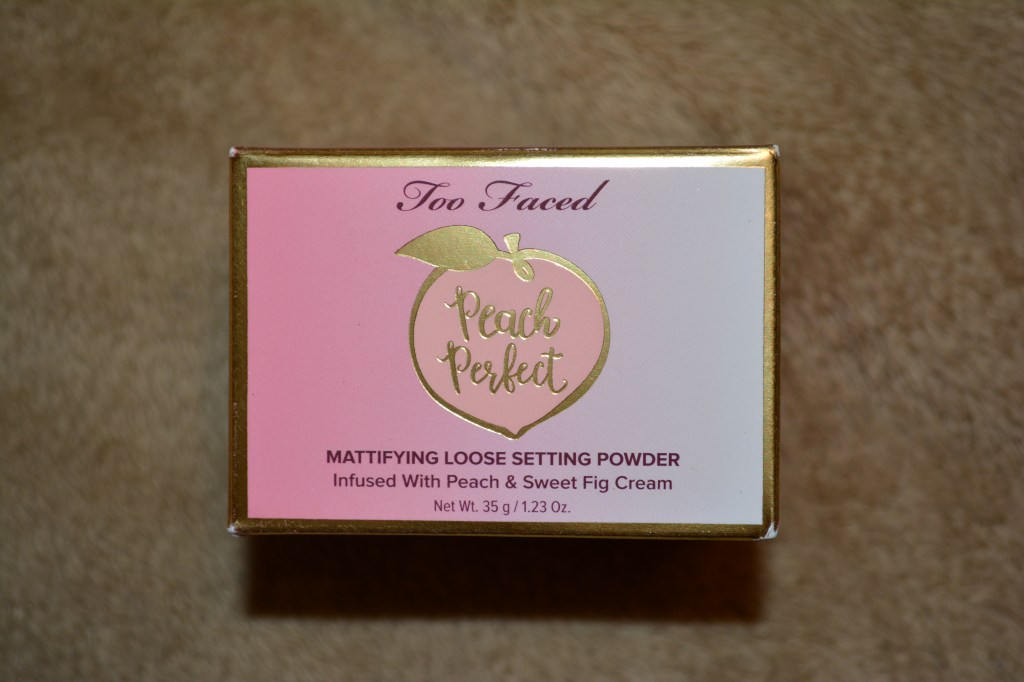 Too Faced
Peach
Perfect
MATTIFYING LOOSE SETTING POWDER
Infused With Peach & Sweet Fig Cream
Net Wt. 35 g / 1.23 Oz.